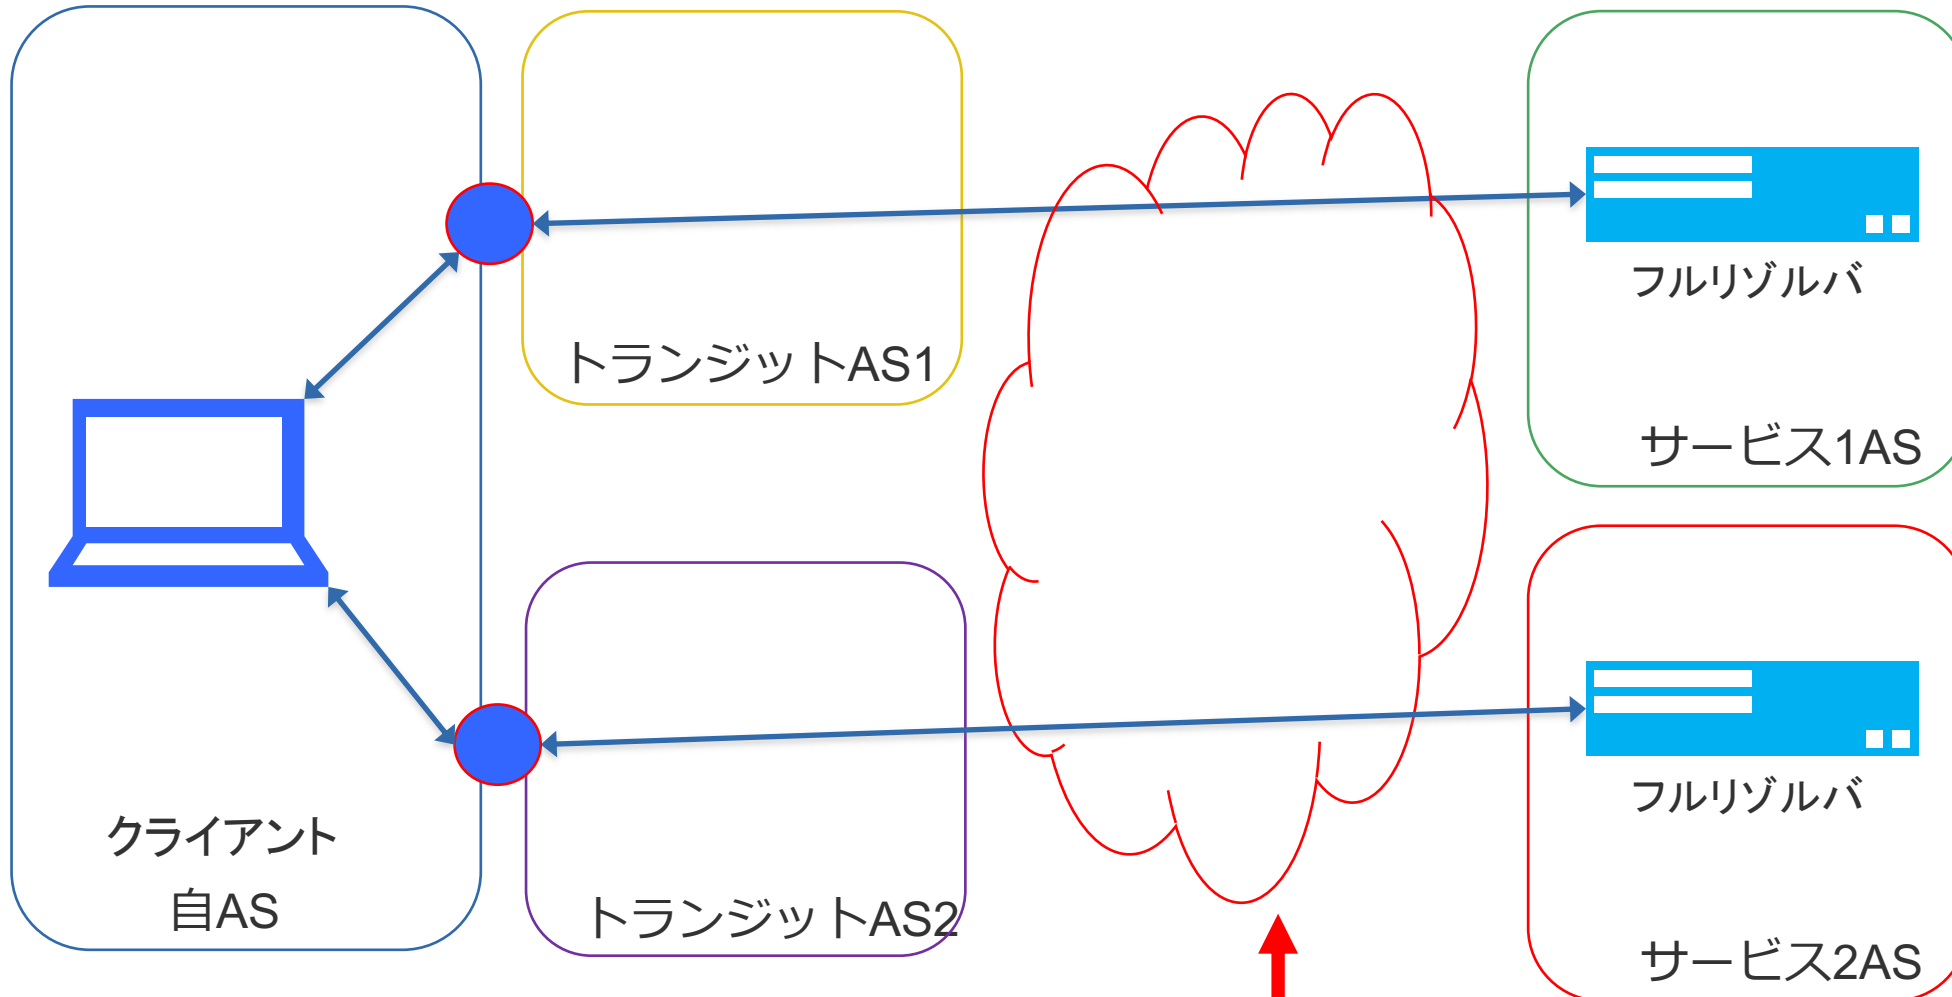 フルリゾルバ
トランジットAS1
サービス1AS
フルリゾルバ
クライアント
自AS
トランジットAS2
サービス2AS